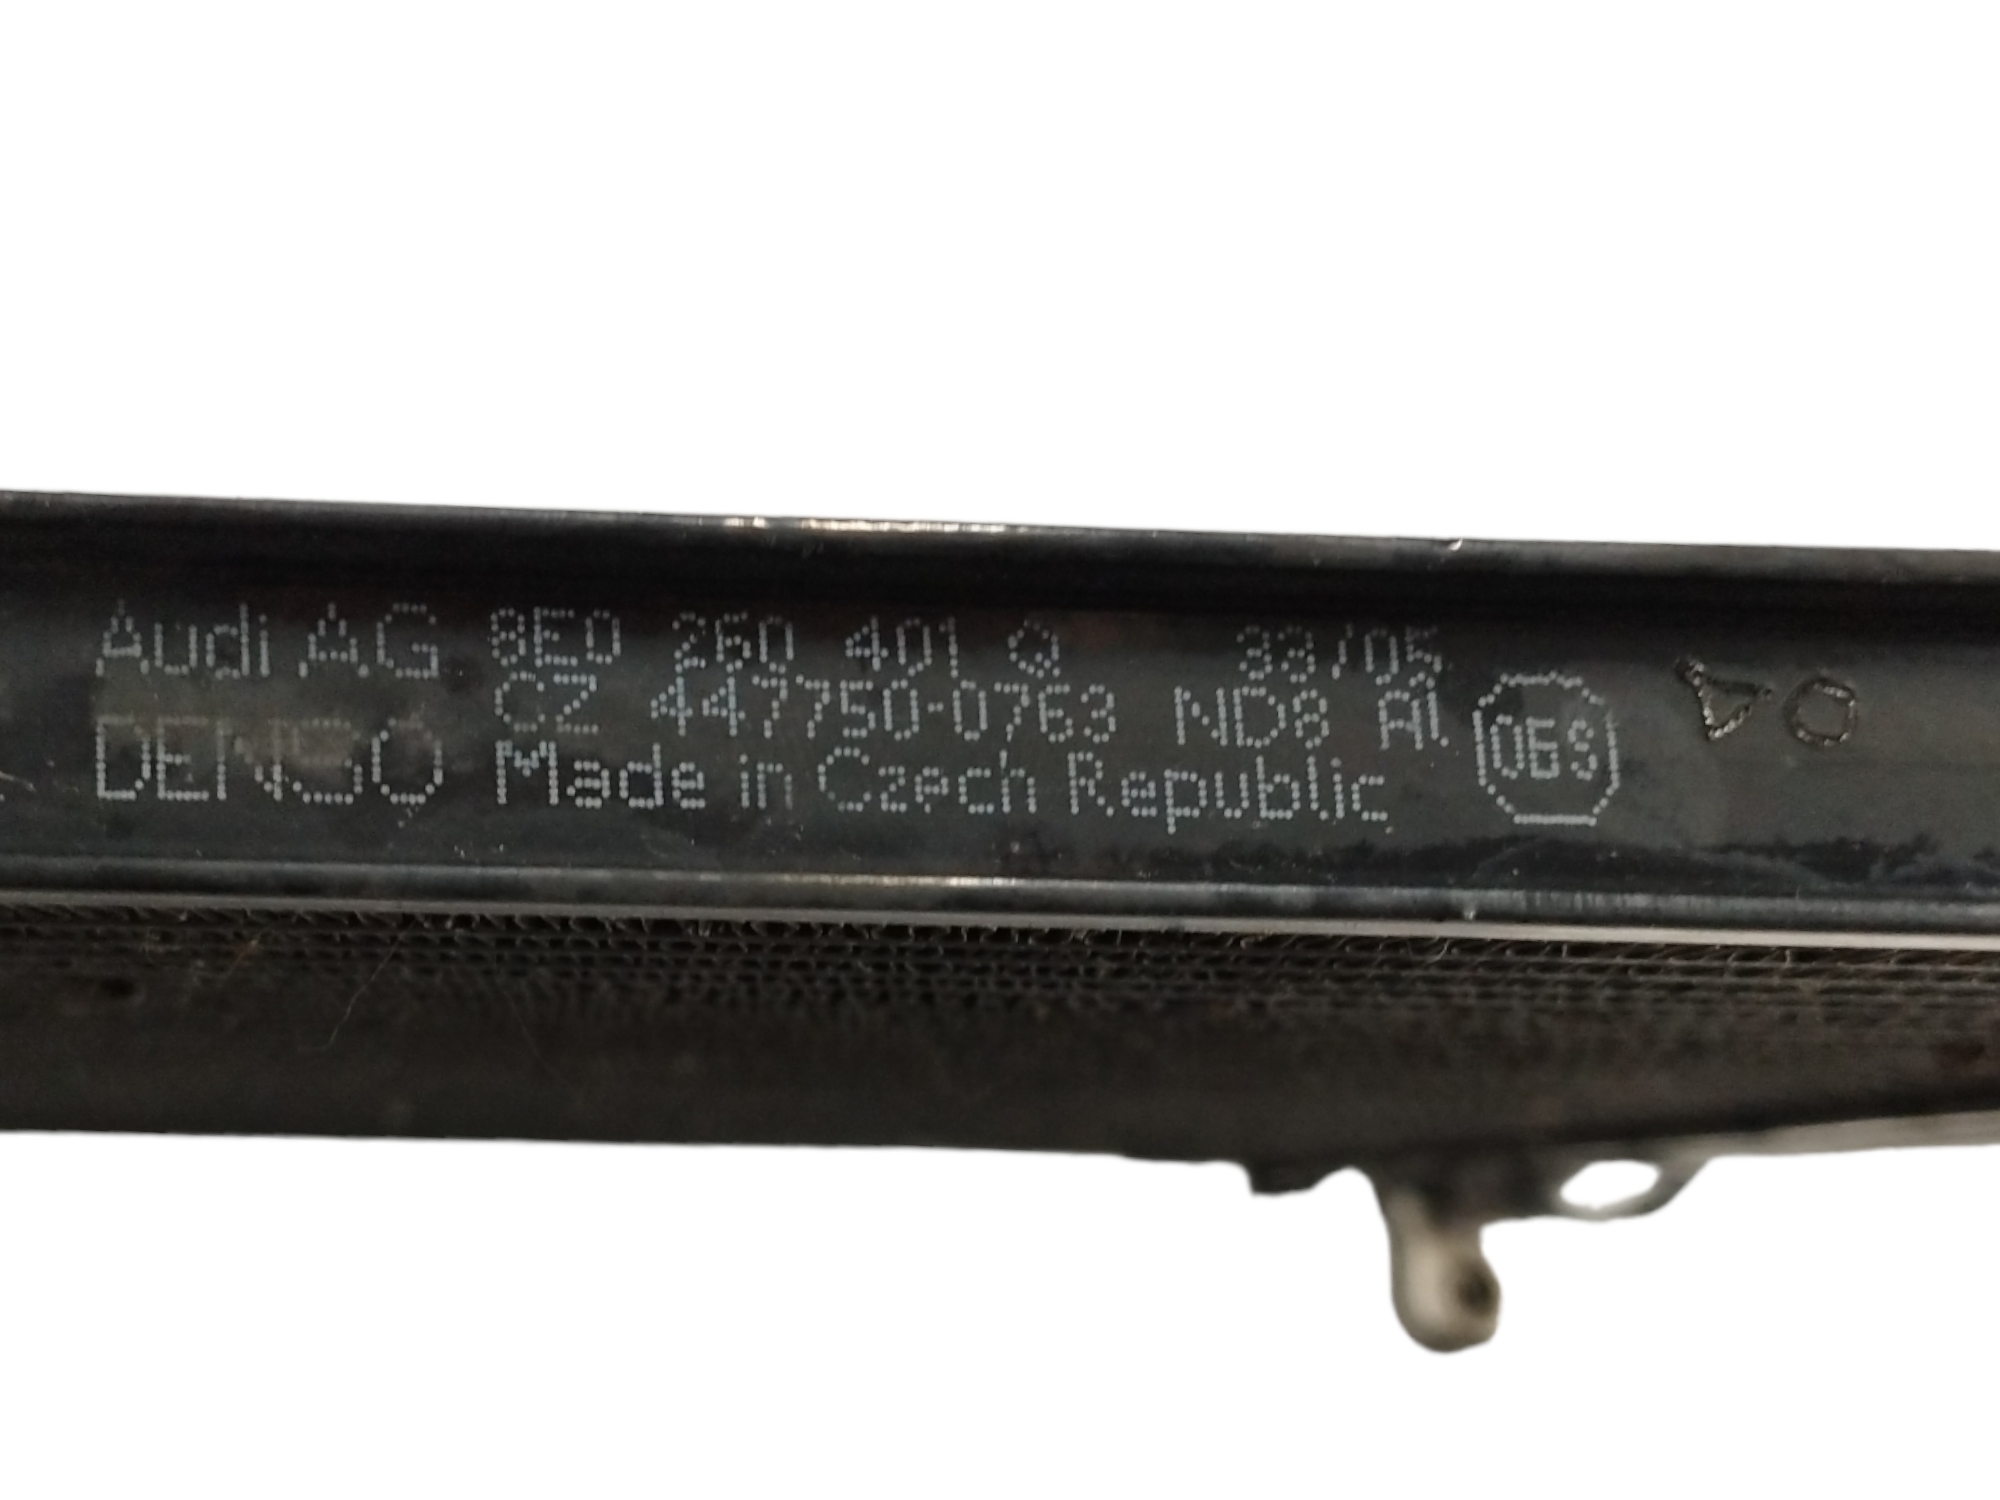 Audi AG 8E0 260 401 Q 33/05
DENSO CZ 447750-0763 ND8 Al.
Made in Czech Republic